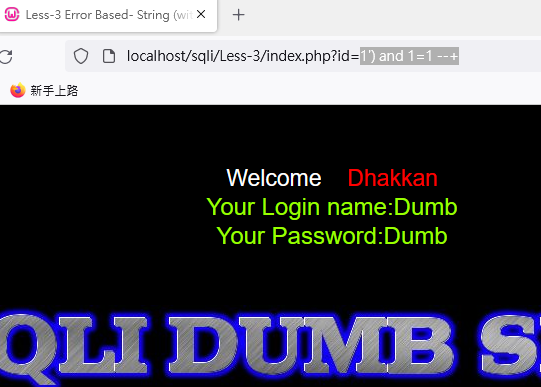 Less-3 Error Based- String (wit
localhost/sqli/Less-3/index.php?id=1') and 1=1 --+
新手上路
Welcome Dhakkan
Your Login name:Dumb
Your Password:Dumb
QLI DUMB S